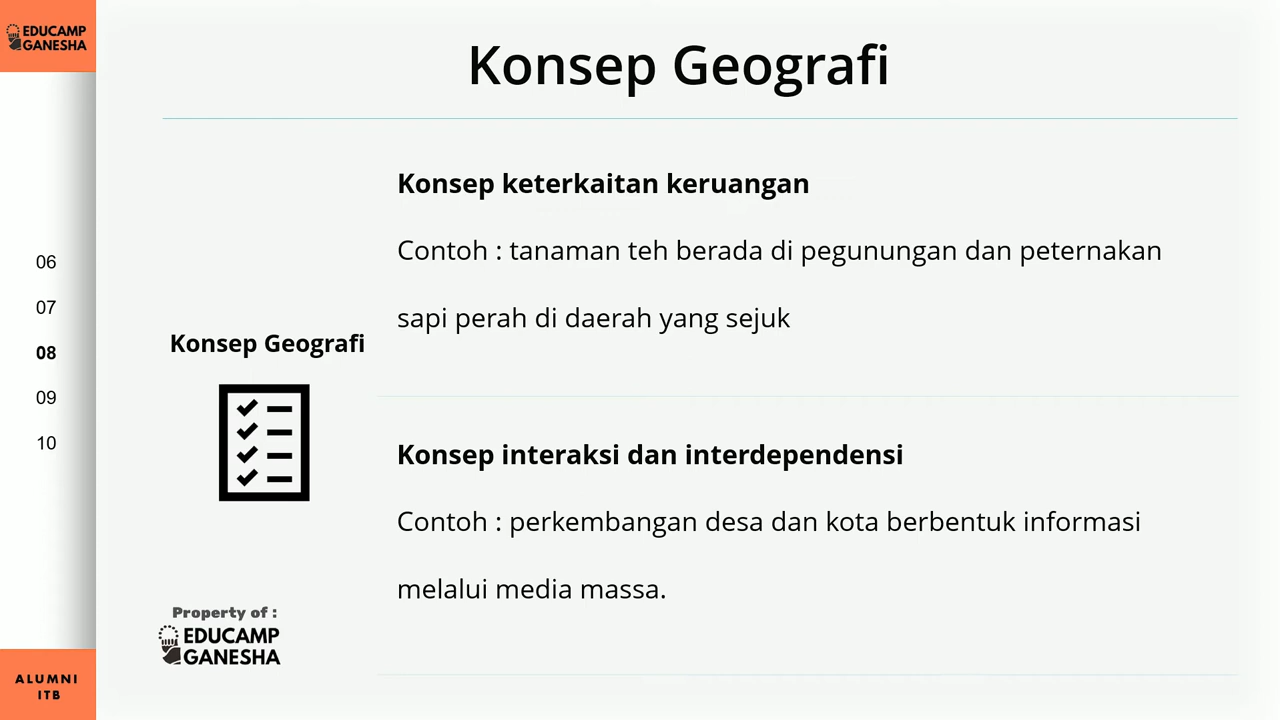 EDUCAMP
GANESHA
Konsep Geografi
06
07
08
09
10
Konsep Geografi
Konsep keterkaitan keruangan
Contoh : tanaman teh berada di pegunungan dan peternakan
sapi perah di daerah yang sejuk
Konsep interaksi dan interdependensi
Contoh : perkembangan desa dan kota berbentuk informasi
melalui media massa.
Property of :
EDUCAMP
GANESHA
ALUMNI
ITB